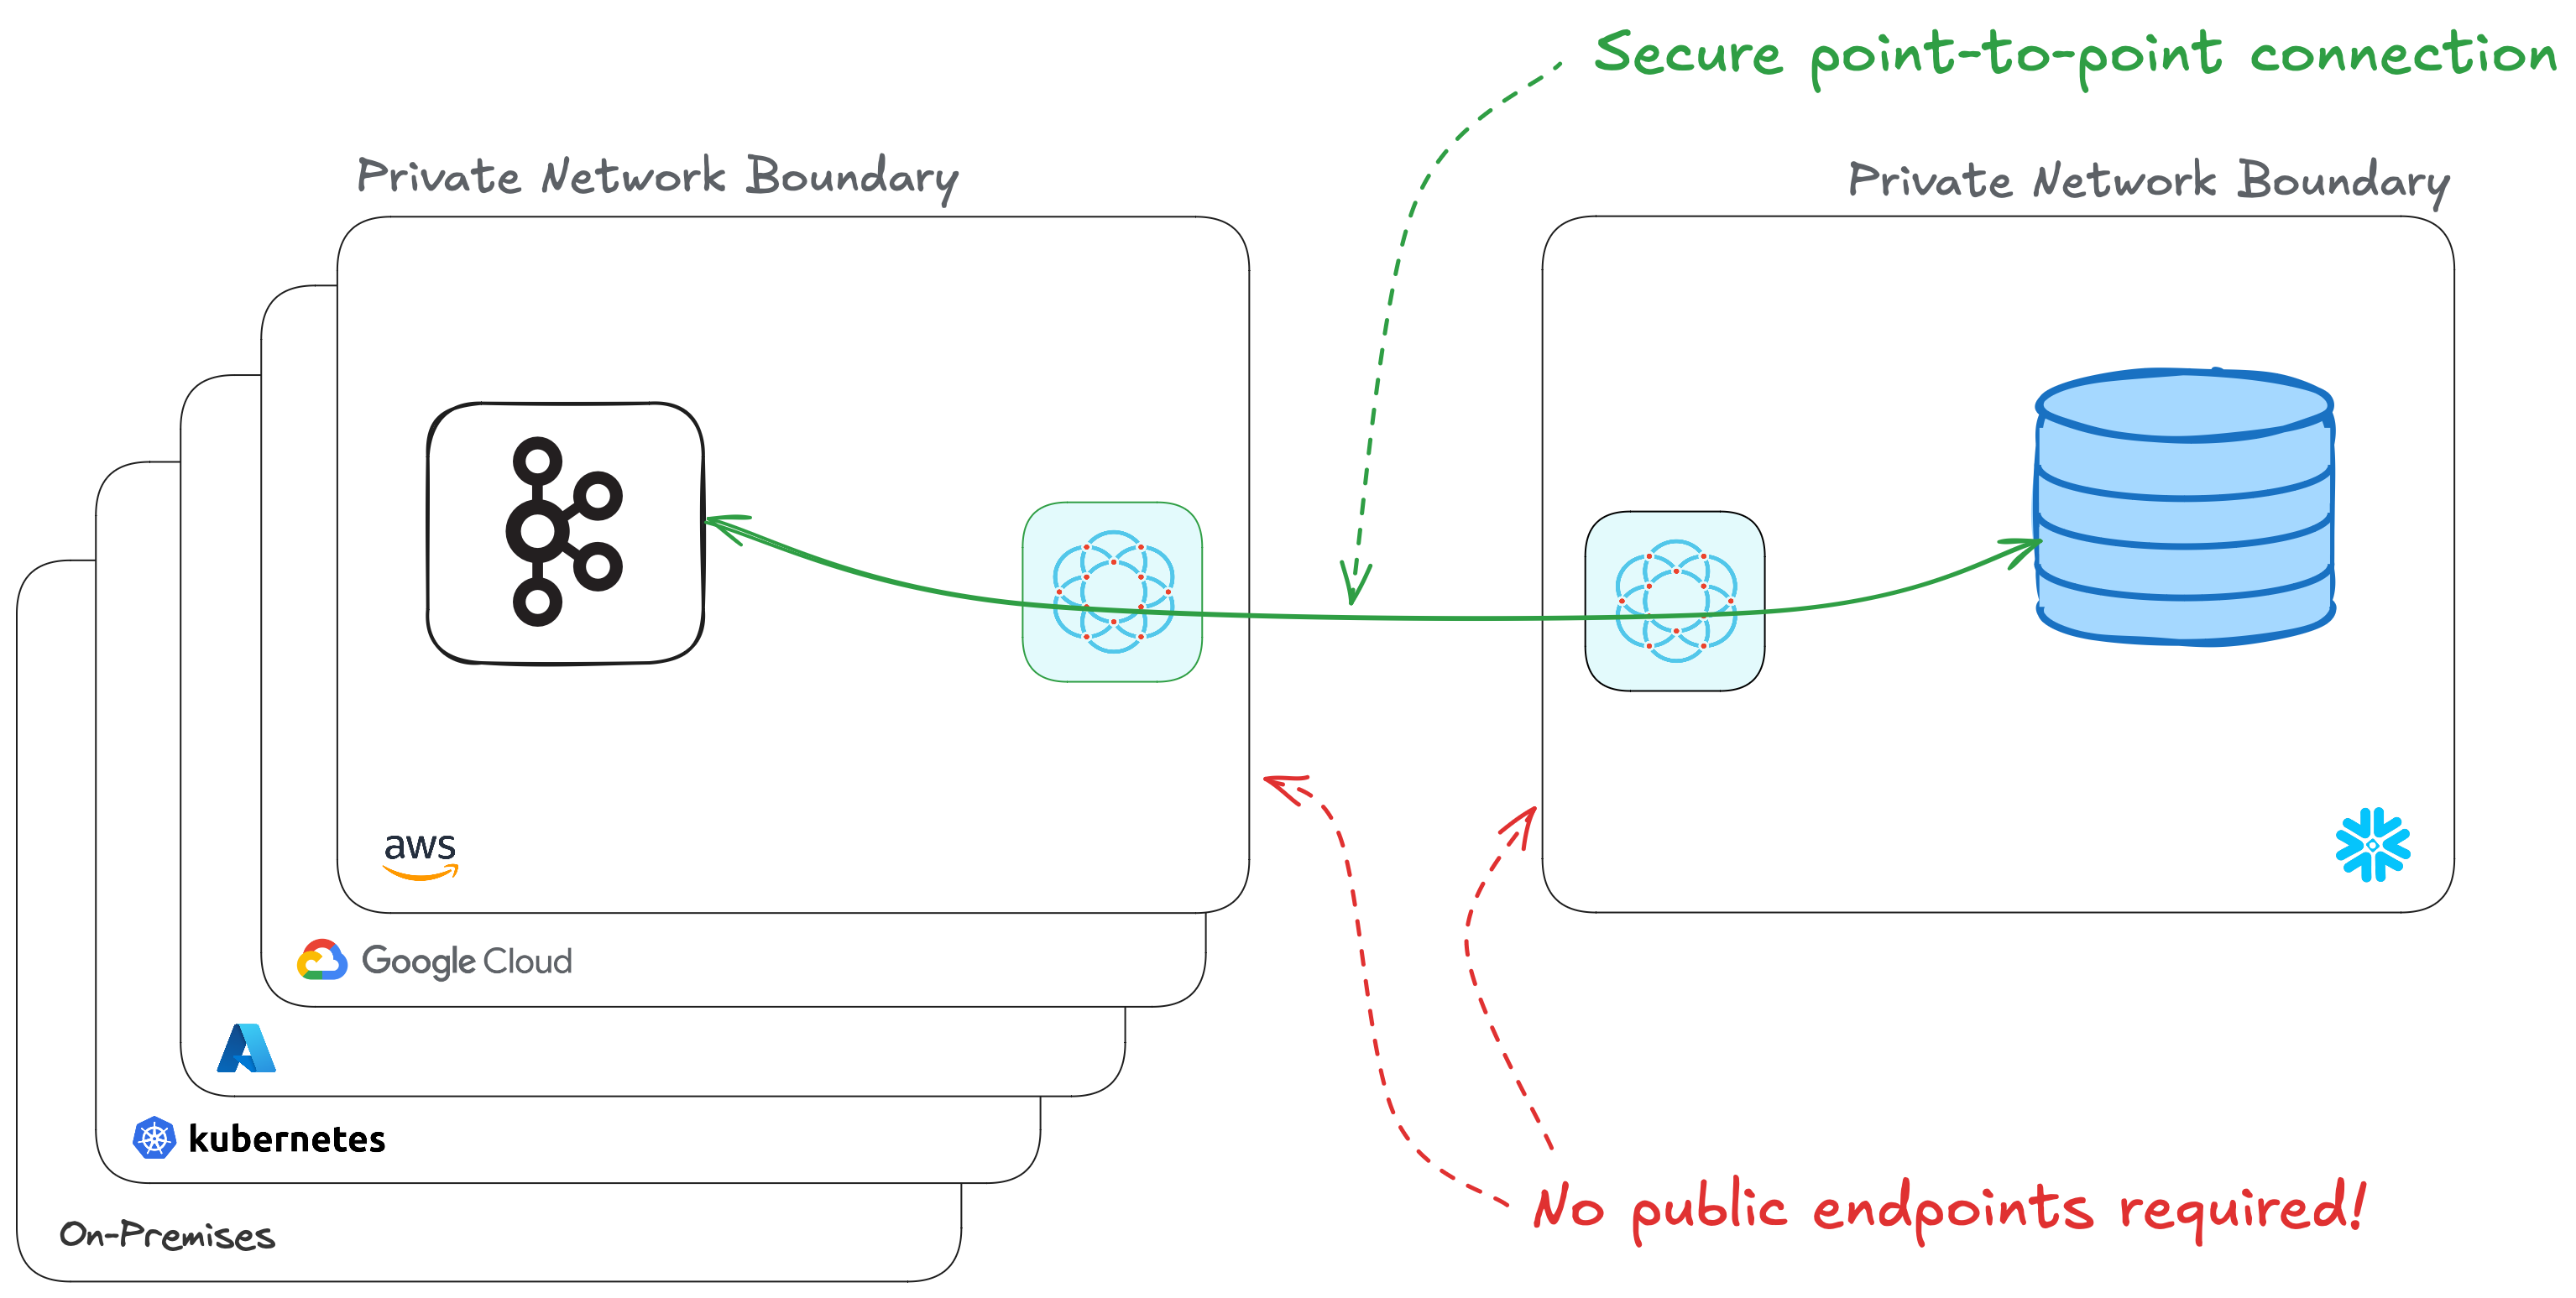 Secure point-to-point connection
Private Network Boundary
Private Network Boundary
aws
Google Cloud
kubernetes
On-Premises
No public endpoints required!